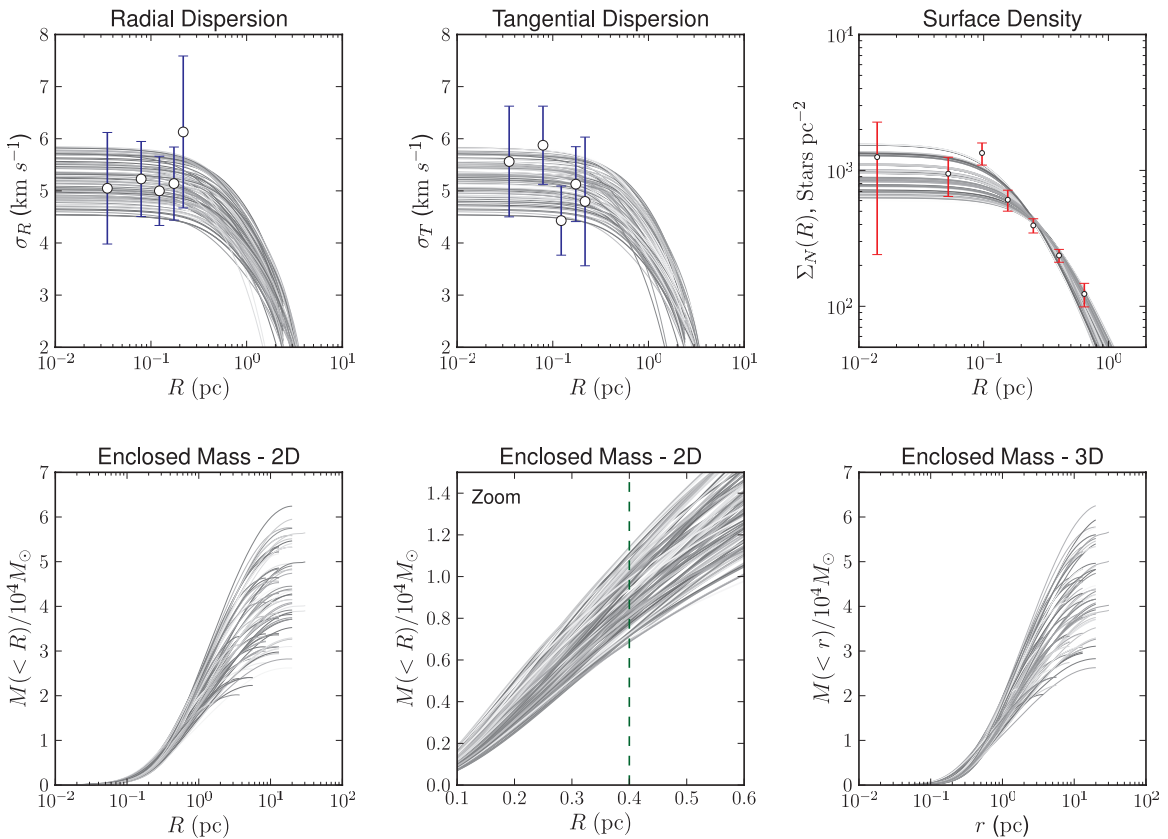 Radial Dispersion
8
7
6
5
4
3
2
σ_R (km s⁻¹)
10⁻² 10⁻¹ 10⁰ 10¹
R (pc)
Tangential Dispersion
8
7
6
5
4
3
2
σ_T (km s⁻¹)
10⁻² 10⁻¹ 10⁰ 10¹
R (pc)
Surface Density
10⁴
10³
10²
Σ_N(R), Stars pc⁻²
10⁻² 10⁻¹ 10⁰
R (pc)
Enclosed Mass - 2D
7
6
5
4
3
2
1
0
M(< R)/10⁴M⊙
10⁻² 10⁻¹ 10⁰ 10¹ 10²
R (pc)
Enclosed Mass - 2D
Zoom
1.4
1.2
1.0
0.8
0.6
0.4
0.2
0.0
M(< R)/10⁴M⊙
0.1 0.2 0.3 0.4 0.5 0.6
R (pc)
Enclosed Mass - 3D
7
6
5
4
3
2
1
0
M(< r)/10⁴M⊙
10⁻² 10⁻¹ 10⁰ 10¹ 10²
r (pc)